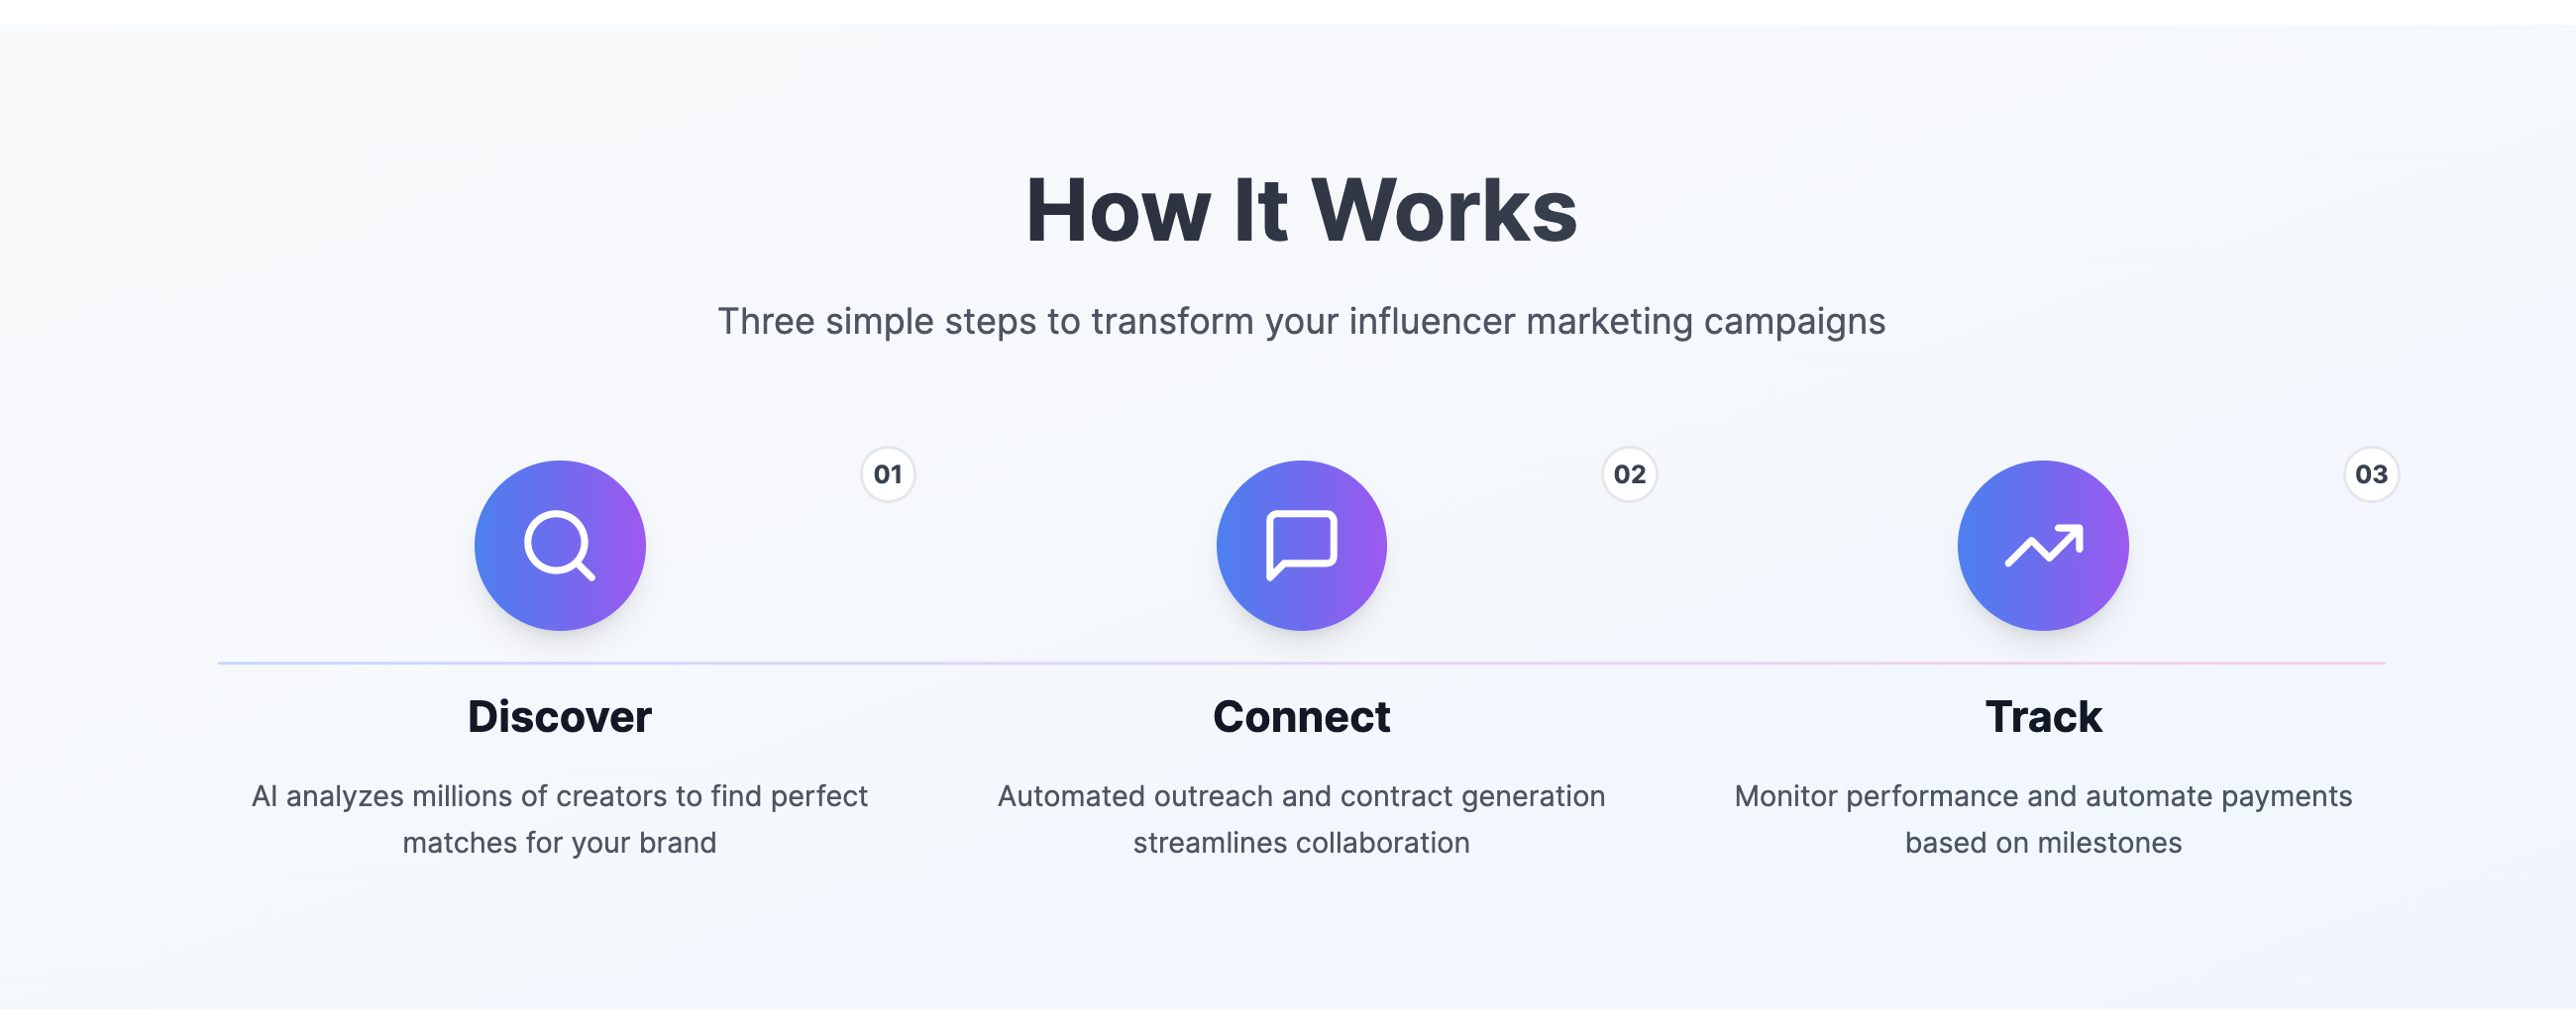 How It Works
Three simple steps to transform your influencer marketing campaigns
01
02
03
Discover
AI analyzes millions of creators to find perfect
matches for your brand
Connect
Automated outreach and contract generation
streamlines collaboration
Track
Monitor performance and automate payments
based on milestones